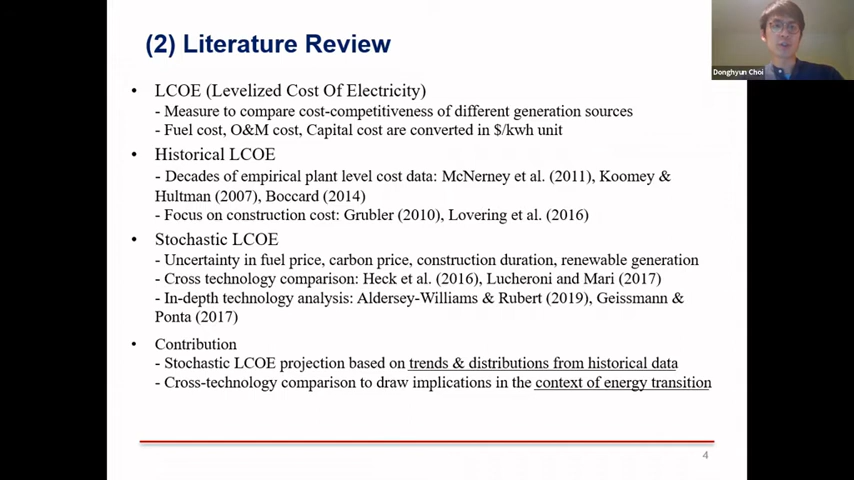 (2) Literature Review
Donghyun Choi
• LCOE (Levelized Cost Of Electricity)
- Measure to compare cost-competitiveness of different generation sources
- Fuel cost, O&M cost, Capital cost are converted in $/kwh unit
• Historical LCOE
- Decades of empirical plant level cost data: McNerney et al. (2011), Koomey &
Hultman (2007), Boccard (2014)
- Focus on construction cost: Grubler (2010), Lovering et al. (2016)
• Stochastic LCOE
- Uncertainty in fuel price, carbon price, construction duration, renewable generation
- Cross technology comparison: Heck et al. (2016), Lucheroni and Mari (2017)
- In-depth technology analysis: Aldersey-Williams & Rubert (2019), Geissmann &
Ponta (2017)
• Contribution
- Stochastic LCOE projection based on trends & distributions from historical data
- Cross-technology comparison to draw implications in the context of energy transition
4